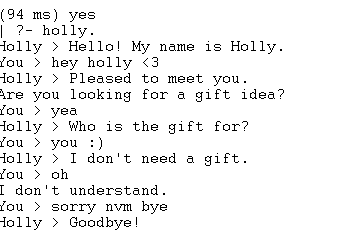 (94 ms) yes
| ?- holly.
Holly > Hello! My name is Holly.
You > hey holly <3
Holly > Pleased to meet you.
Are you looking for a gift idea?
You > yea
Holly > Who is the gift for?
You > you :)
Holly > I don't need a gift.
You > oh
I don't understand.
You > sorry nvm bye
Holly > Goodbye!